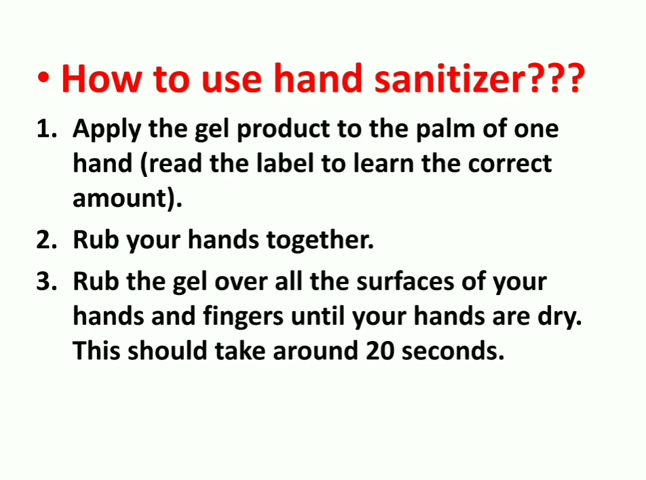 • How to use hand sanitizer???
1. Apply the gel product to the palm of one
hand (read the label to learn the correct
amount).
2. Rub your hands together.
3. Rub the gel over all the surfaces of your
hands and fingers until your hands are dry.
This should take around 20 seconds.